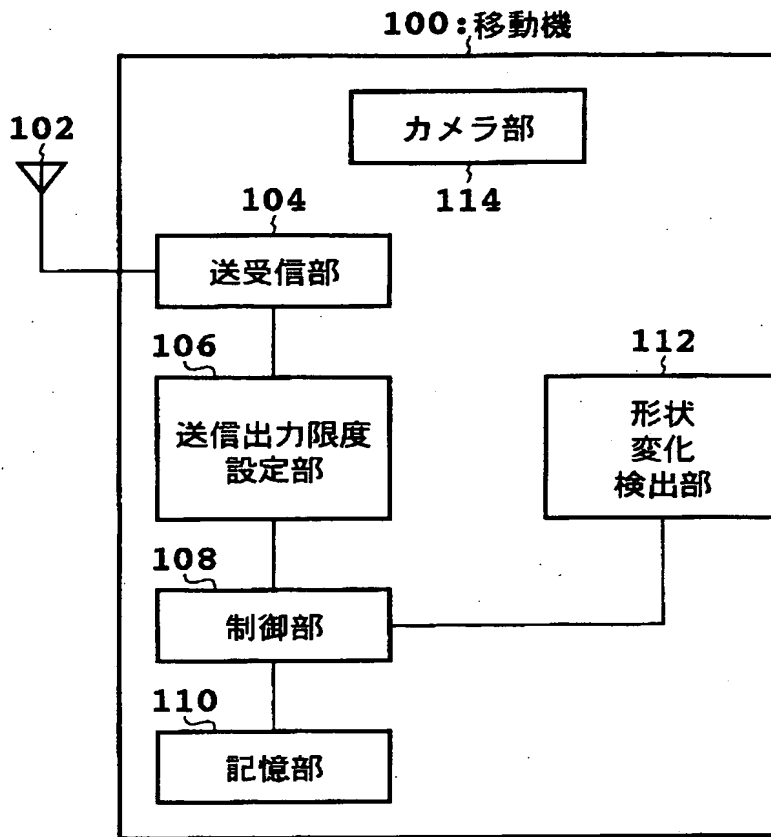 100:移動機
カメラ部
114
102
104
送受信部
106
送信出力限度
設定部
112
形状
変化
検出部
108
制御部
110
記憶部